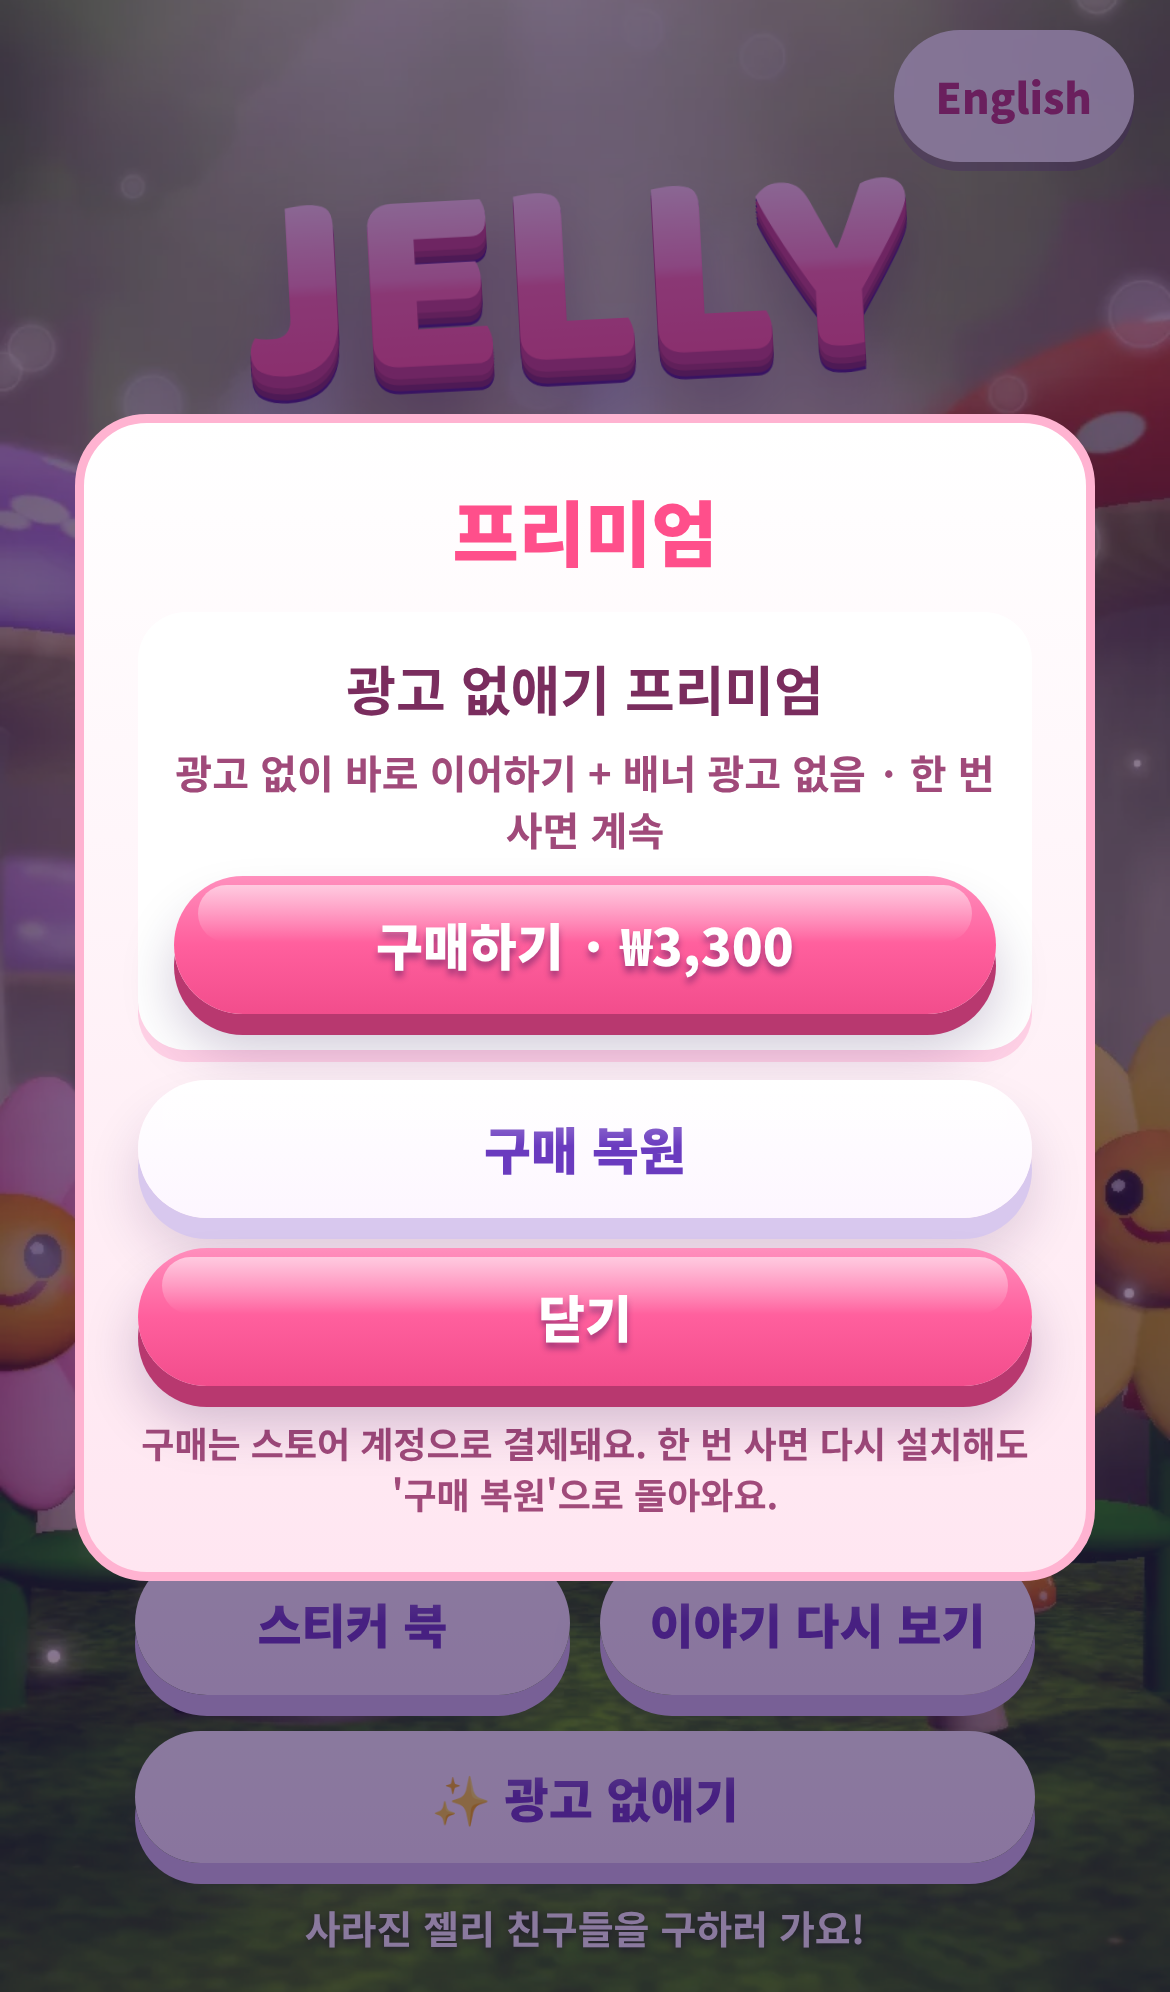 English
JELLY
프리미엄
광고 없애기 프리미엄
광고 없이 바로 이어하기 + 배너 광고 없음 · 한 번
사면 계속
구매하기 · ₩3,300
구매 복원
닫기
구매는 스토어 계정으로 결제돼요. 한 번 사면 다시 설치해도
'구매 복원'으로 돌아와요.
스티커 북
이야기 다시 보기
✨ 광고 없애기
사라진 젤리 친구들을 구하러 가요!